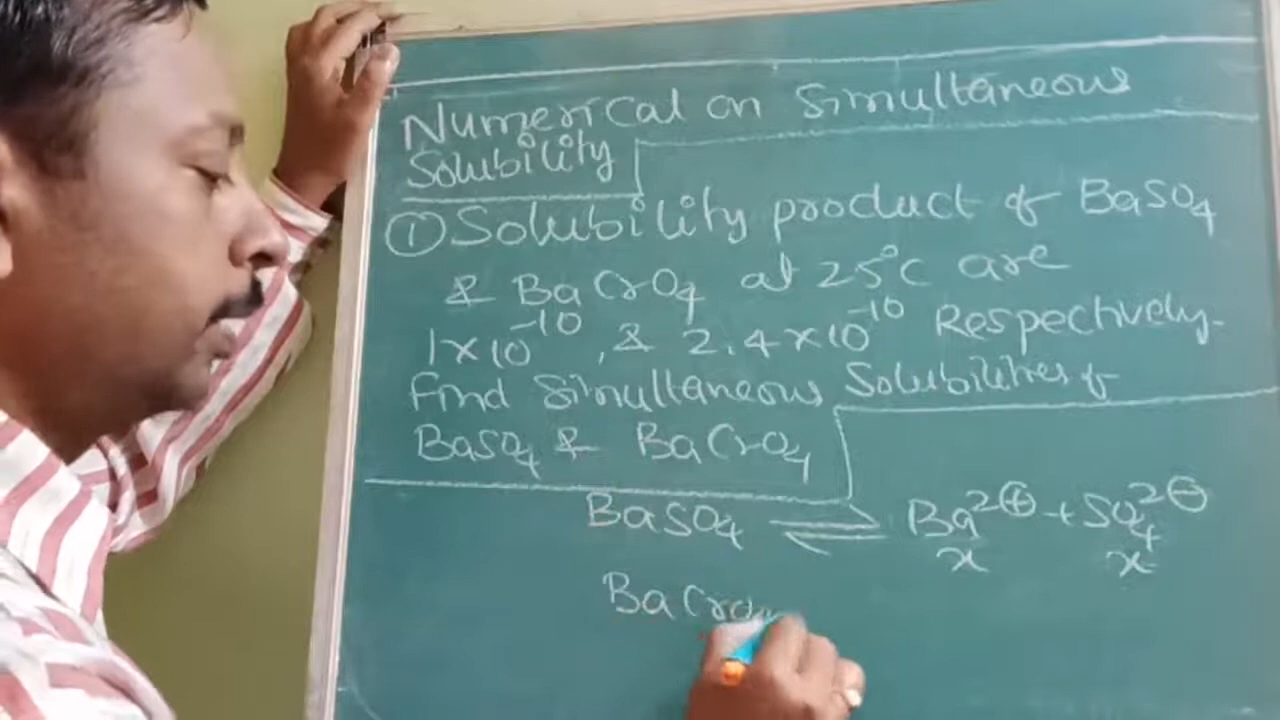 Numerical on Simultaneous
Solubility
① Solubility product of BaSO₄
& BaCrO₄ at 25°C are
1×10⁻¹⁰, & 2.4×10⁻¹⁰ Respectively.
Find Simultaneous Solubilities of
BaSO₄ & BaCrO₄
BaSO₄ ⇌ Ba²⊕ + SO₄²⊖
x x
BaCrO₄